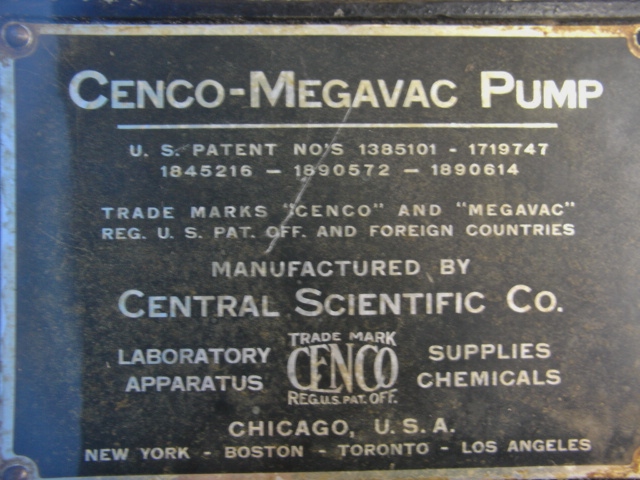 CENCO-MEGAVAC PUMP
U. S. PATENT NO'S 1385101 - 1719747
1845216 - 1890572 - 1890614
TRADE MARKS "CENCO" AND "MEGAVAC"
REG. U. S. PAT. OFF. AND FOREIGN COUNTRIES
MANUFACTURED BY
CENTRAL SCIENTIFIC CO.
LABORATORY APPARATUS
TRADE MARK
CENCO
REG.U.S.PAT.OFF.
SUPPLIES CHEMICALS
CHICAGO, U.S.A.
NEW YORK - BOSTON - TORONTO - LOS ANGELES